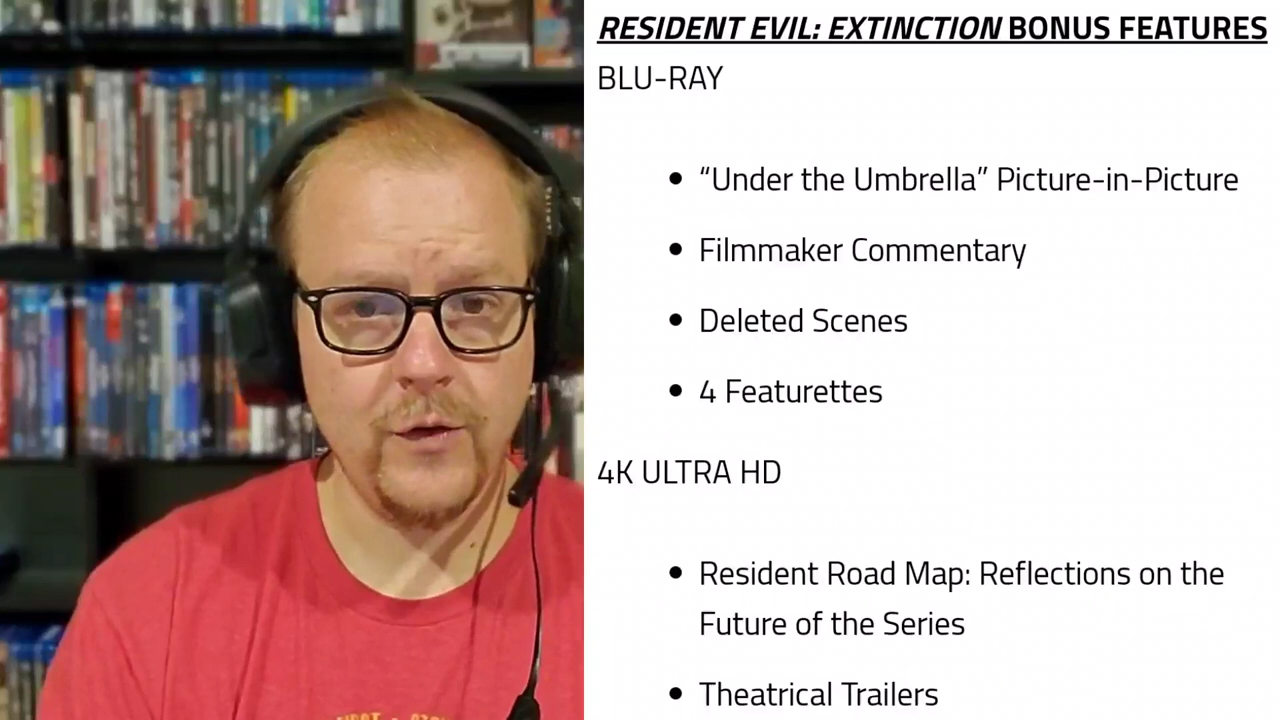 RESIDENT EVIL: EXTINCTION BONUS FEATURES
BLU-RAY
• “Under the Umbrella” Picture-in-Picture
• Filmmaker Commentary
• Deleted Scenes
• 4 Featurettes
4K ULTRA HD
• Resident Road Map: Reflections on the
Future of the Series
• Theatrical Trailers